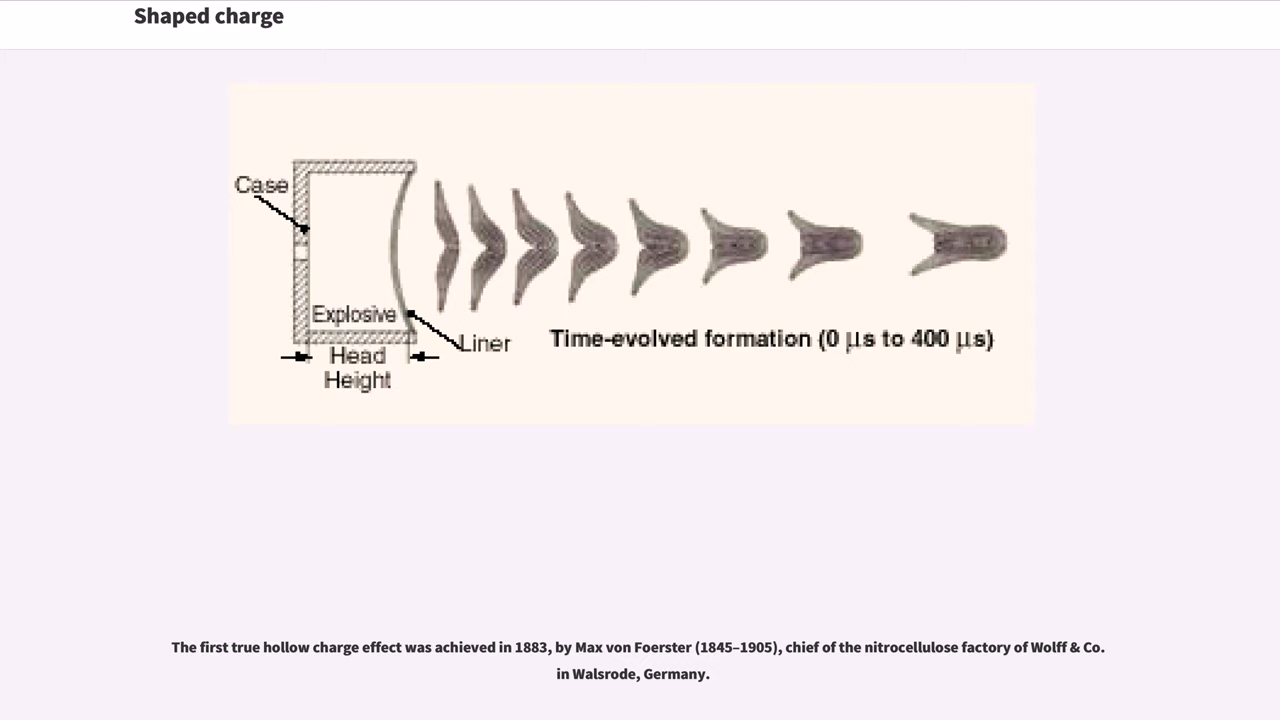 Shaped charge
Case
Explosive
Liner
Head
Height
Time-evolved formation (0 μs to 400 μs)
The first true hollow charge effect was achieved in 1883, by Max von Foerster (1845–1905), chief of the nitrocellulose factory of Wolff & Co.
in Walsrode, Germany.